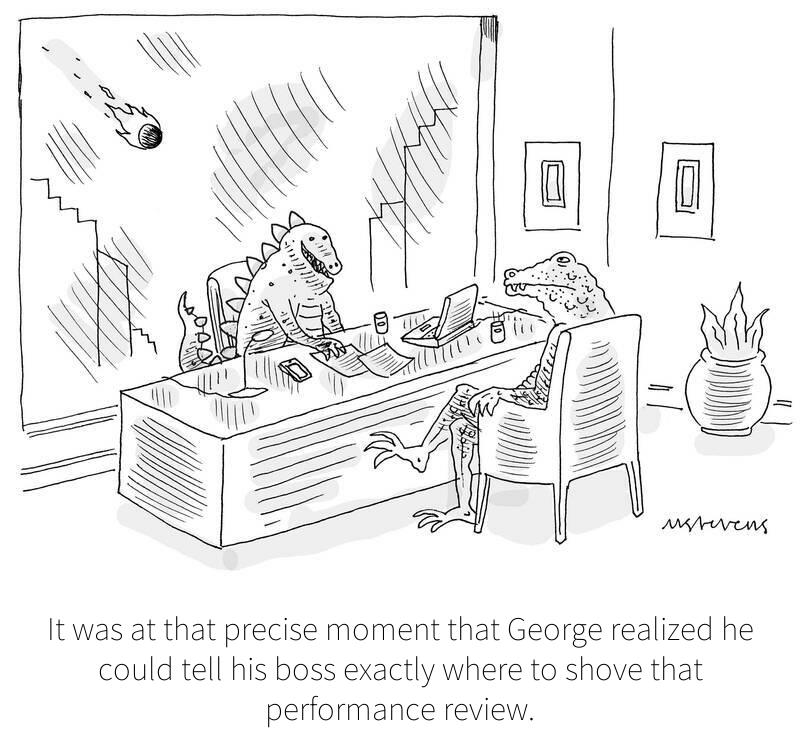 mstevens
It was at that precise moment that George realized he
could tell his boss exactly where to shove that
performance review.